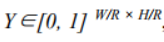 Y∈[0, 1] W/R × H/R,